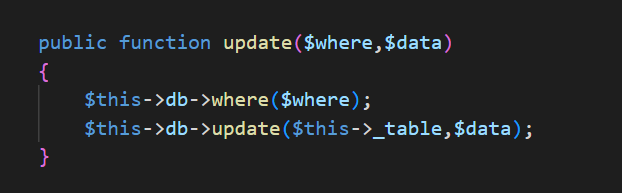 public function update($where,$data)
{
    $this->db->where($where);
    $this->db->update($this->_table,$data);
}